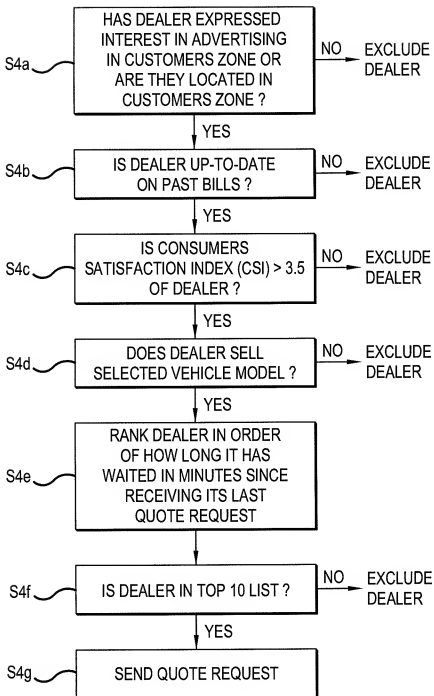 HAS DEALER EXPRESSED
INTEREST IN ADVERTISING
IN CUSTOMERS ZONE OR
ARE THEY LOCATED IN
CUSTOMERS ZONE ?
S4a
NO
EXCLUDE
DEALER
YES
S4b
IS DEALER UP-TO-DATE
ON PAST BILLS ?
NO
EXCLUDE
DEALER
YES
S4c
IS CONSUMERS
SATISFACTION INDEX (CSI) > 3.5
OF DEALER ?
NO
EXCLUDE
DEALER
YES
S4d
DOES DEALER SELL
SELECTED VEHICLE MODEL ?
NO
EXCLUDE
DEALER
YES
S4e
RANK DEALER IN ORDER
OF HOW LONG IT HAS
WAITED IN MINUTES SINCE
RECEIVING ITS LAST
QUOTE REQUEST
S4f
IS DEALER IN TOP 10 LIST ?
NO
EXCLUDE
DEALER
YES
S4g
SEND QUOTE REQUEST